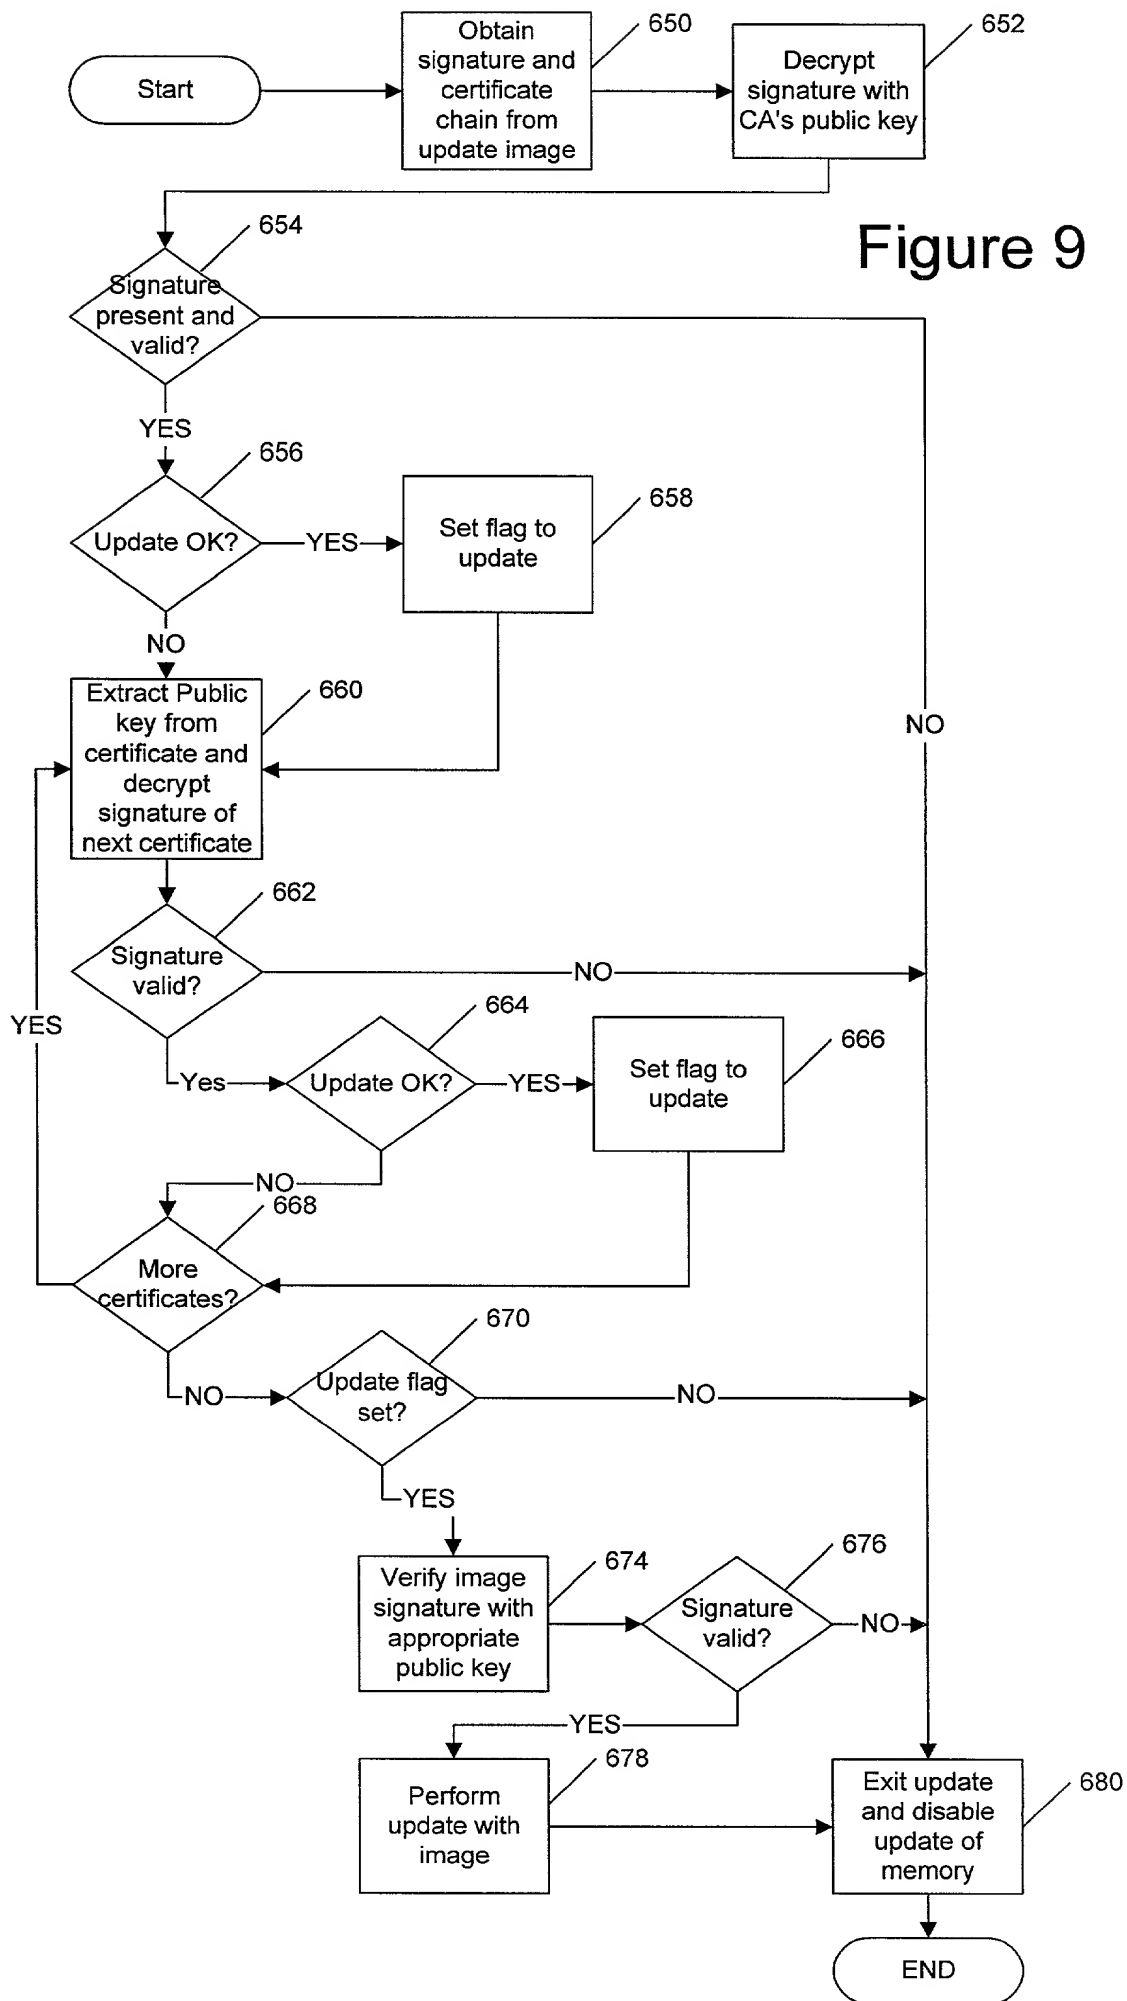 Start
Obtain
signature and
certificate
chain from
update image
650
Decrypt
signature with
CA's public key
652
Figure 9
654
Signature
present and
valid?
YES
656
Update OK?
YES
Set flag to
update
658
NO
Extract Public
key from
certificate and
decrypt
signature of
next certificate
660
NO
662
Signature
valid?
NO
YES
Yes
664
Update OK?
YES
Set flag to
update
666
NO
668
More
certificates?
670
NO
Update flag
set?
NO
YES
Verify image
signature with
appropriate
public key
674
676
Signature
valid?
NO
YES
678
Perform
update with
image
Exit update
and disable
update of
memory
680
END